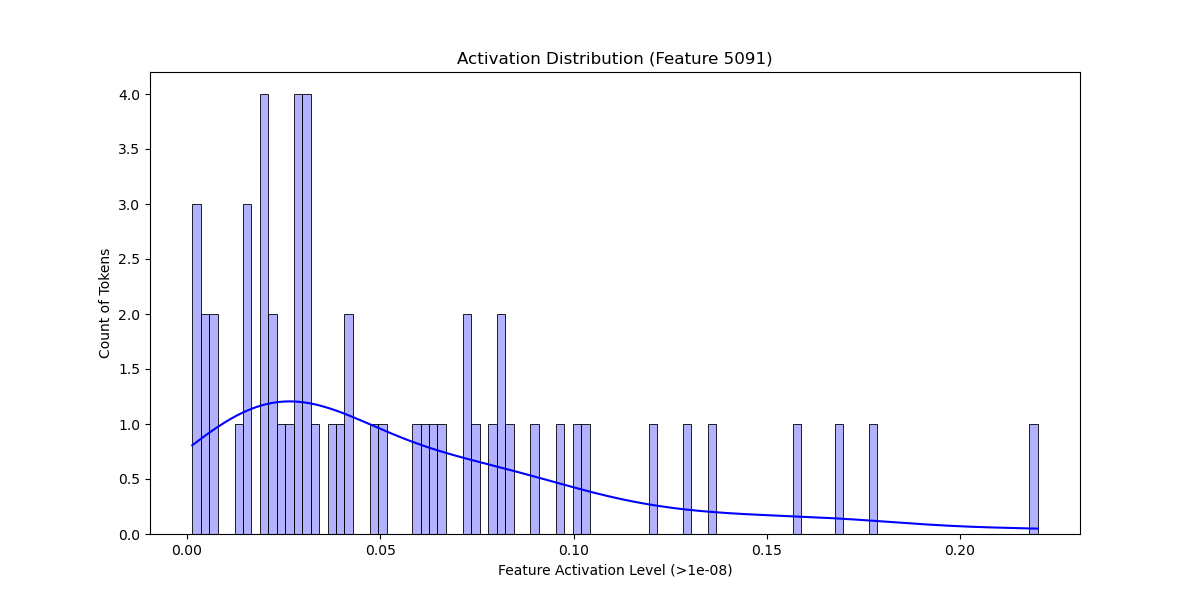 Activation Distribution (Feature 5091)
4.0
3.5
3.0
2.5
2.0
1.5
1.0
0.5
0.0
Count of Tokens
0.00 0.05 0.10 0.15 0.20
Feature Activation Level (>1e-08)